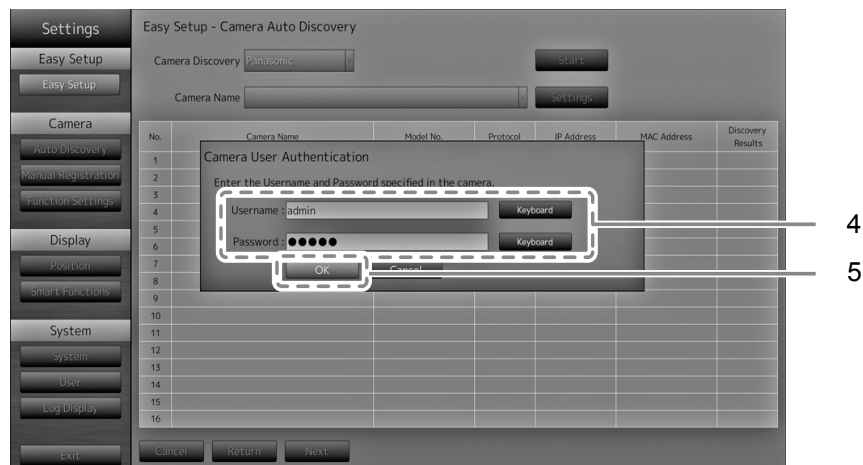 Settings
Easy Setup
Easy Setup
Camera
Auto Discovery
Manual Registration
Function Settings
Display
Position
Smart Functions
System
System
User
Log Display
Exit
Easy Setup - Camera Auto Discovery
Camera Discovery Panasonic Start
Camera Name Settings
No. Camera Name Model No. Protocol IP Address MAC Address Discovery Results
1
2
3
4
5
6
7
8
9
10
11
12
13
14
15
16
Camera User Authentication
Enter the Username and Password specified in the camera.
Username : admin Keyboard
Password : ●●●●● Keyboard
OK Cancel
4
5
Cancel Return Next